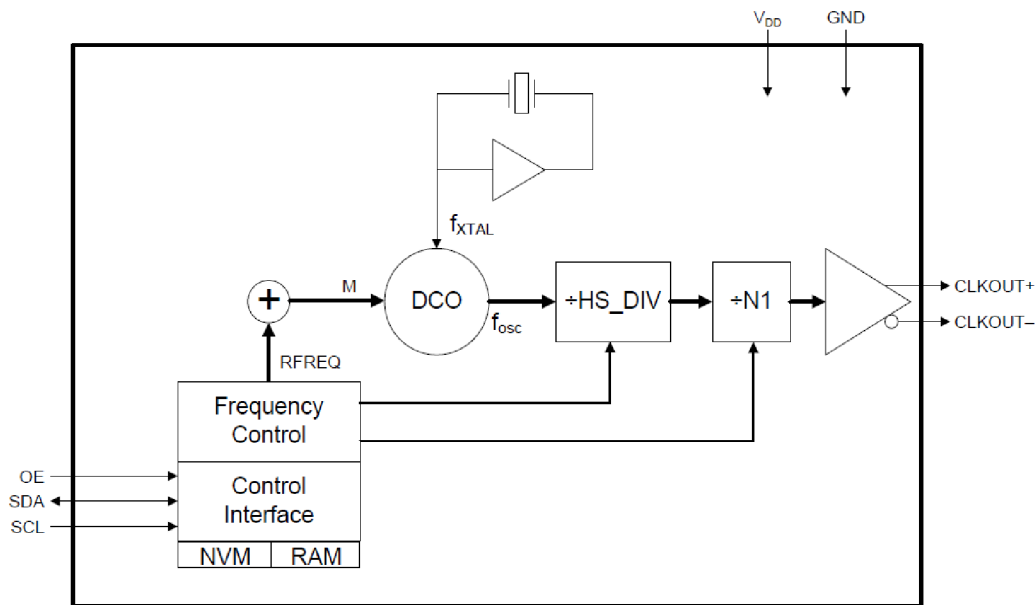 VDD GND
fXTAL
M
DCO
fosc
÷HS_DIV
÷N1
CLKOUT+
CLKOUT–
+
RFREQ
Frequency
Control
OE
SDA
SCL
Control
Interface
NVM RAM